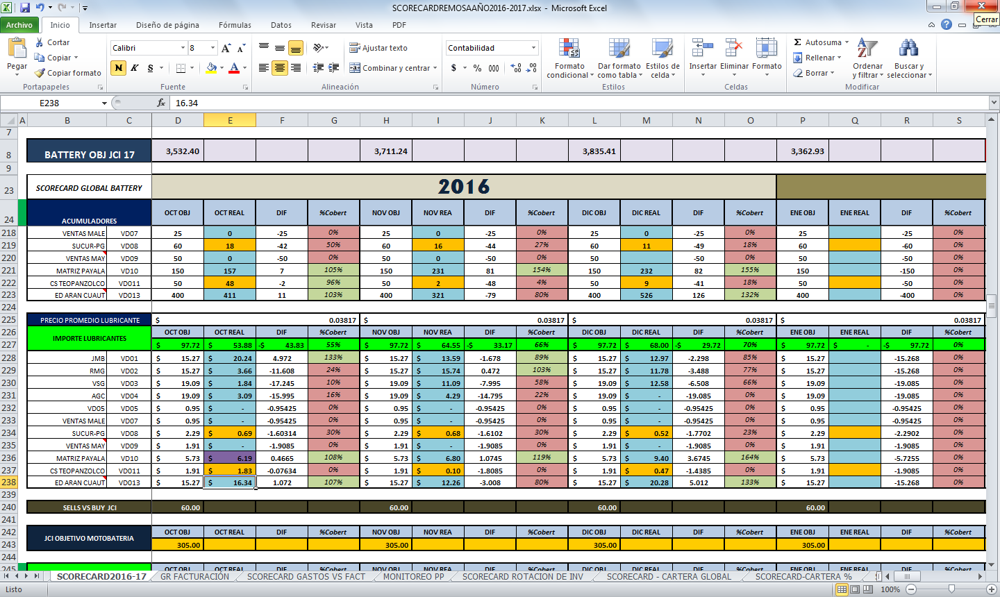 SCORECARDREMOSAAÑO2016-2017.xlsx - Microsoft Excel
Cerrar
Archivo Inicio Insertar Diseño de página Fórmulas Datos Revisar Vista PDF
Pegar Cortar Copiar Copiar formato Portapapeles
Calibri 8 N K S Fuente
Ajustar texto Combinar y centrar Alineación
Contabilidad $ % 000 Número
Formato condicional Dar formato como tabla Estilos de celda Estilos
Insertar Eliminar Formato Celdas
Autosuma Rellenar Borrar Ordenar y filtrar Buscar y seleccionar Modificar
E238 fx 16.34
A B C D E F G H I J K L M N O P Q R S
7
8 BATTERY OBJ JCI 17 3,532.40 3,711.24 3,835.41 3,362.93
9
23 SCORECARD GLOBAL BATTERY 2016
24 ACUMULADORES OCT OBJ OCT REAL DIF %Cobert NOV OBJ NOV REA DIF %Cobert DIC OBJ DIC REAL DIF %Cobert ENE OBJ ENE REAL DIF %Cobert
218 VENTAS MALE VD07 25 0 -25 0% 25 0 -25 0% 25 0 -25 0% 25 -25 0%
219 SUCUR-PG VD08 60 18 -42 50% 60 16 -44 27% 60 11 -49 18% 60 -60 0%
220 VENTAS MAY VD09 50 0 -50 0% 50 0 -50 0% 50 -50 0% 50 -50 0%
221 MATRIZ PAYALA VD10 150 157 7 105% 150 231 81 154% 150 232 82 155% 150 -150 0%
222 CS TEOPANZOLCO VD011 50 48 -2 96% 50 2 -48 4% 50 9 -41 18% 50 -50 0%
223 ED ARAN CUAUT VD013 400 411 11 103% 400 321 -79 80% 400 526 126 132% 400 -400 0%
224
225 PRECIO PROMEDIO LUBRICANTE $ 0.03817 $ 0.03817 $ 0.03817 $ 0.03817
226 IMPORTE LUBRICANTES OCT OBJ OCT REAL DIF %Cobert NOV OBJ NOV REA DIF %Cobert DIC OBJ DIC REAL DIF %Cobert ENE OBJ ENE REAL DIF %Cobert
227 $ 97.72 $ 53.88 -$ 43.83 55% $ 97.72 $ 64.55 -$ 33.17 66% $ 97.72 $ 68.00 -$ 29.72 70% $ 97.72 $ - -$ 97.72 0%
228 JMB VD01 $ 15.27 $ 20.24 4.972 133% $ 15.27 $ 13.59 -1.678 89% $ 15.27 $ 12.97 -2.298 85% $ 15.27 -15.268 0%
229 RMG VD02 $ 15.27 $ 3.66 -11.608 24% $ 15.27 $ 15.74 0.472 103% $ 15.27 $ 11.78 -3.488 77% $ 15.27 -15.268 0%
230 VSG VD03 $ 19.09 $ 1.84 -17.245 10% $ 19.09 $ 11.09 -7.995 58% $ 19.09 $ 12.58 -6.508 66% $ 19.09 -19.085 0%
231 AGC VD04 $ 19.09 $ 3.09 -15.995 16% $ 19.09 $ 4.29 -14.795 22% $ 19.09 $ - -19.085 0% $ 19.09 -19.085 0%
232 VD05 VD05 $ 0.95 $ - -0.95425 0% $ 0.95 $ - -0.95425 0% $ 0.95 $ - -0.95425 0% $ 0.95 -0.95425 0%
233 VENTAS MALE VD07 $ 0.95 $ - -0.95425 0% $ 0.95 $ - -0.95425 0% $ 0.95 $ - -0.95425 0% $ 0.95 -0.95425 0%
234 SUCUR-PG VD08 $ 2.29 $ 0.69 -1.60314 30% $ 2.29 $ 0.68 -1.6102 30% $ 2.29 $ 0.52 -1.7702 23% $ 2.29 -2.2902 0%
235 VENTAS MAY VD09 $ 1.91 $ - -1.9085 0% $ 1.91 $ - -1.9085 0% $ 1.91 $ - -1.9085 0% $ 1.91 -1.9085 0%
236 MATRIZ PAYALA VD10 $ 5.73 $ 6.19 0.4665 108% $ 5.73 $ 6.80 1.0745 119% $ 5.73 $ 9.40 3.6745 164% $ 5.73 -5.7255 0%
237 CS TEOPANZOLCO VD011 $ 1.91 $ 1.83 -0.07634 0% $ 1.91 $ 0.10 -1.8085 0% $ 1.91 $ 0.47 -1.4385 0% $ 1.91 -1.9085 0%
238 ED ARAN CUAUT VD013 $ 15.27 $ 16.34 1.072 107% $ 15.27 $ 12.26 -3.008 80% $ 15.27 $ 20.28 5.012 133% $ 15.27 -15.268 0%
239
240 SELLS VS BUY JCI 60.00 60.00 60.00 60.00
241
242 JCI OBJETIVO MOTOBATERIA OCT OBJ OCT REAL DIF %Cobert NOV OBJ NOV REA DIF %Cobert DIC OBJ DIC REAL DIF %Cobert ENE OBJ ENE REAL DIF %Cobert
243 305.00 305.00 305.00 305.00
244
245 OCT OBJ OCT REAL DIF %Cobert NOV OBJ NOV REA DIF %Cobert DIC OBJ DIC REAL DIF %Cobert ENE OBJ ENE REAL DIF %Cobert
SCORECARD2016-17 GR FACTURACIÓN SCORECARD GASTOS VS FACT MONITOREO PP SCORECARD ROTACION DE INV SCORECARD - CARTERA GLOBAL SCORECARD-CARTERA %
Listo 100%